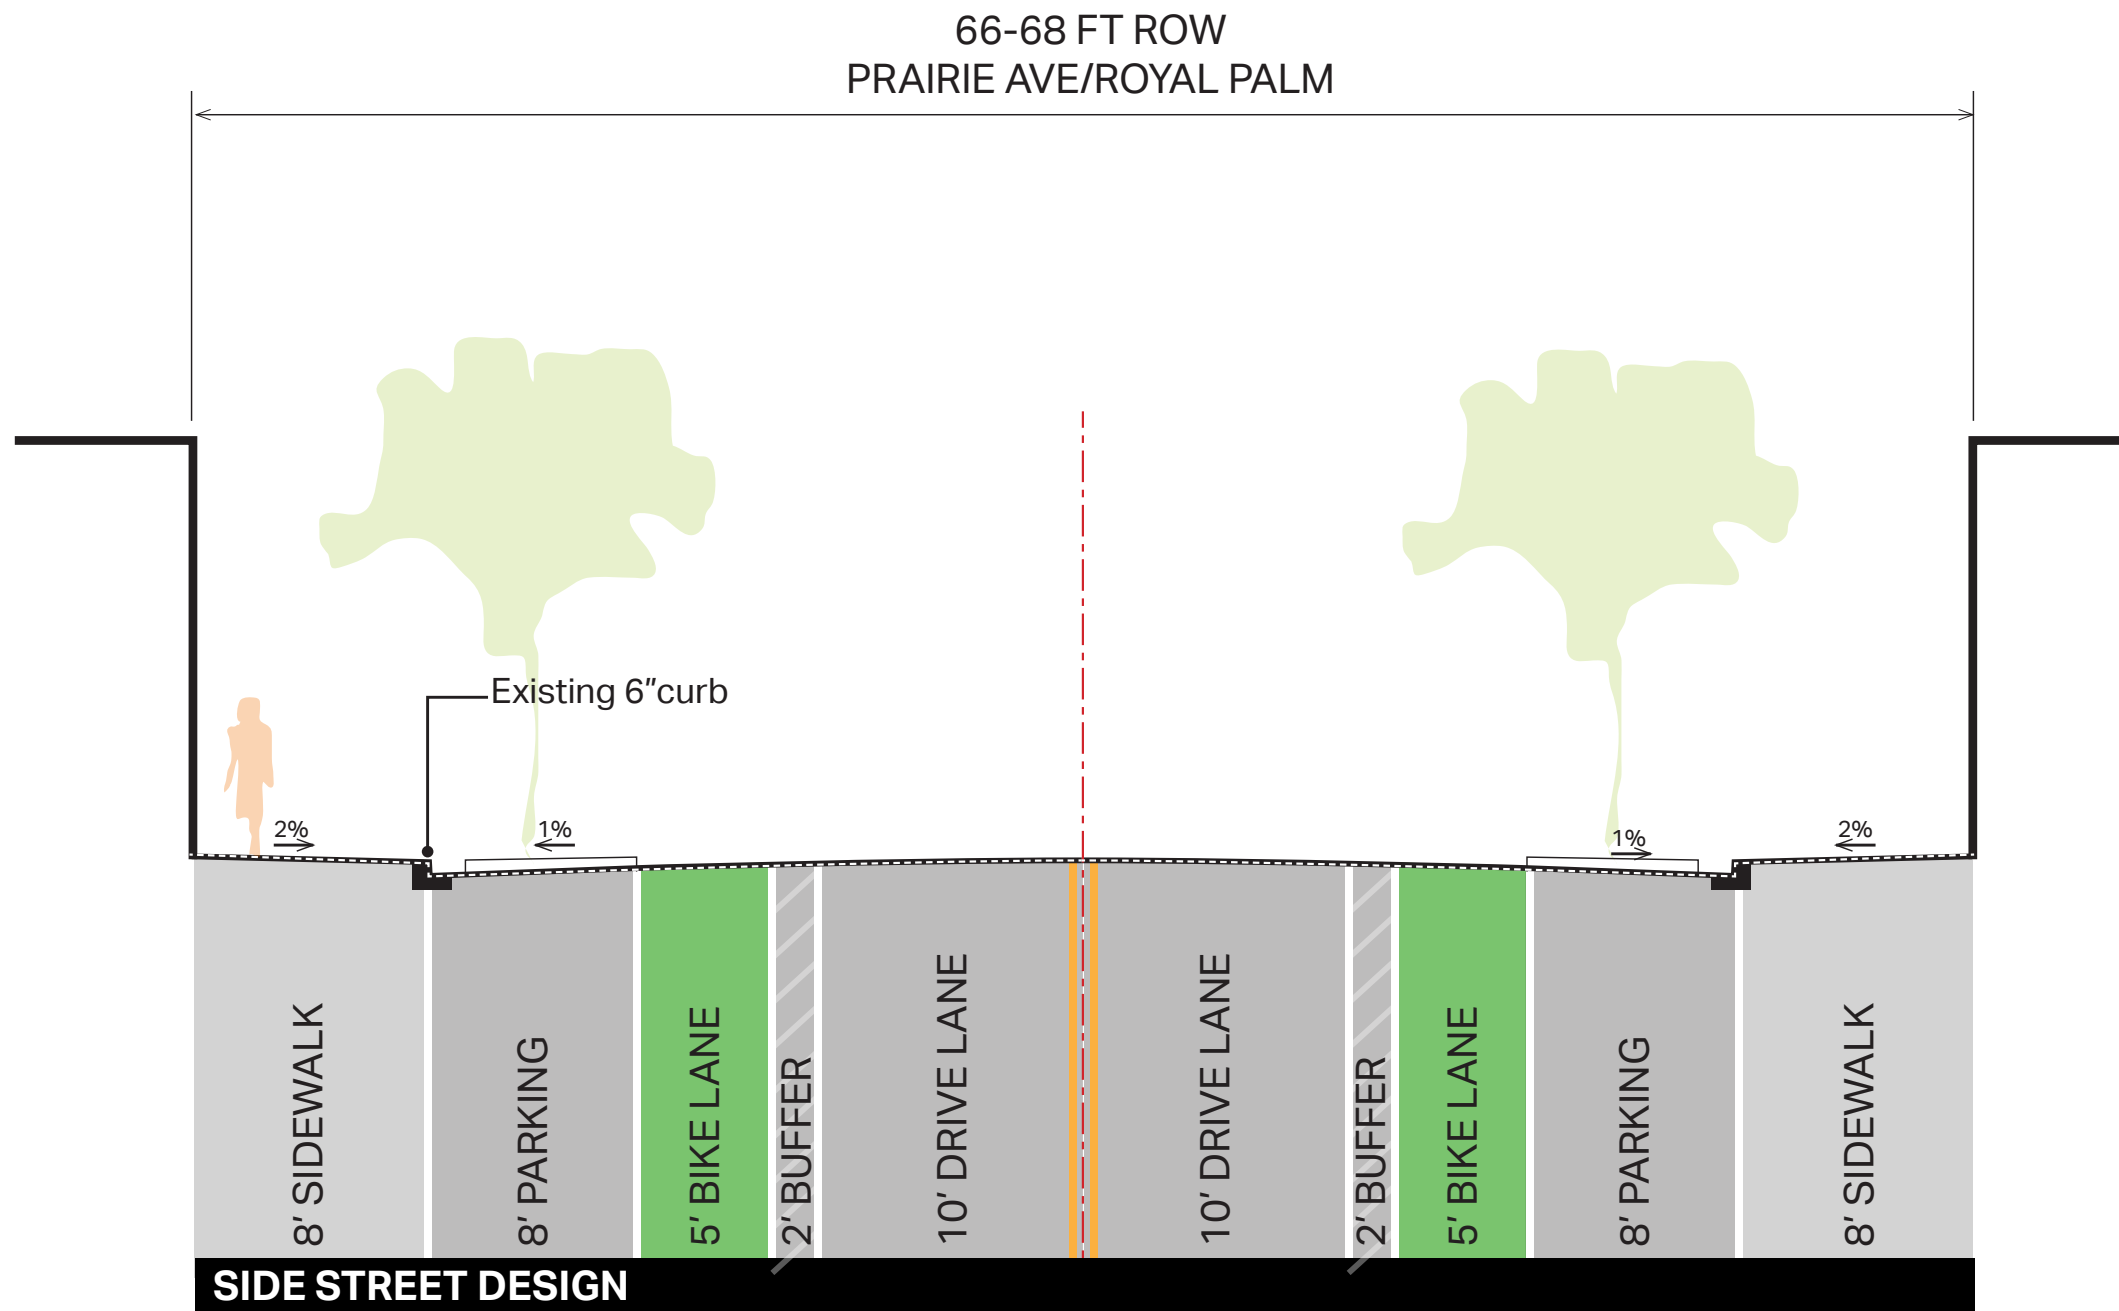 66-68 FT ROW
PRAIRIE AVE/ROYAL PALM
Existing 6"curb
2%
1%
1%
2%
8' SIDEWALK
8' PARKING
5' BIKE LANE
2' BUFFER
10' DRIVE LANE
10' DRIVE LANE
2' BUFFER
5' BIKE LANE
8' PARKING
8' SIDEWALK
SIDE STREET DESIGN